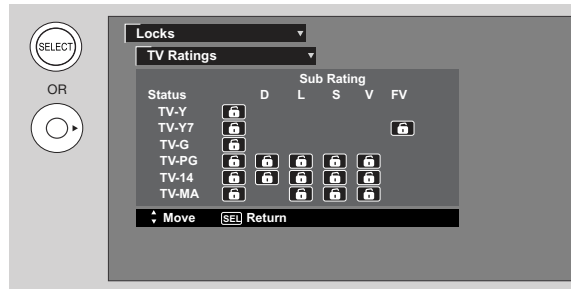 SELECT
OR
Locks
TV Ratings
Sub Rating
Status D L S V FV
TV-Y
TV-Y7
TV-G
TV-PG
TV-14
TV-MA
Move SEL Return